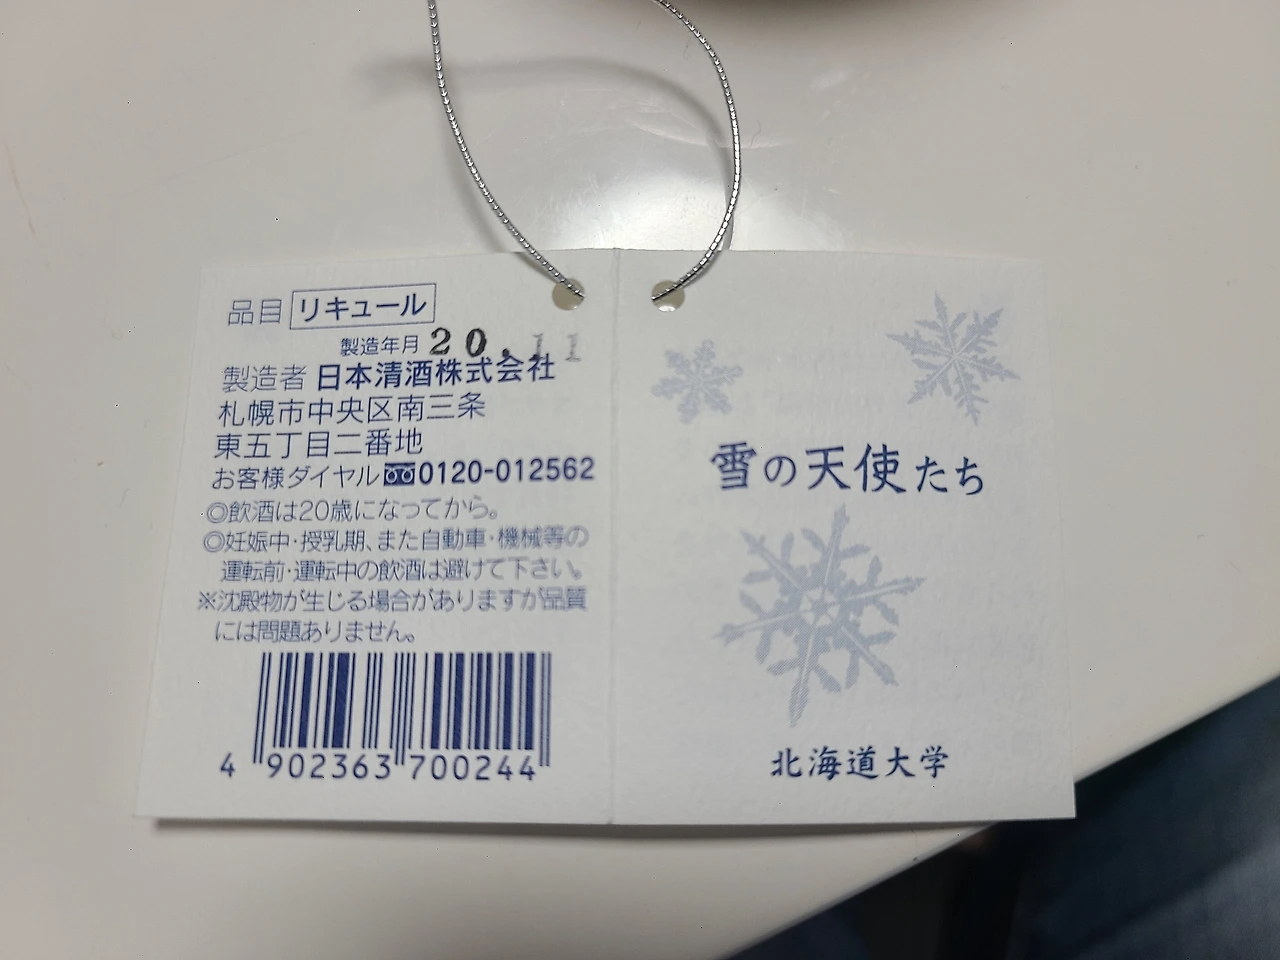 品目 リキュール
製造年月 20.11
製造者 日本清酒株式会社
札幌市中央区南三条
東五丁目二番地
お客様ダイヤル 0120-012562
◎飲酒は20歳になってから。
◎妊娠中・授乳期、また自動車・機械等の
運転前・運転中の飲酒は避けて下さい。
※沈殿物が生じる場合がありますが品質
には問題ありません。
4 902363 700244
雪の天使たち
北海道大学